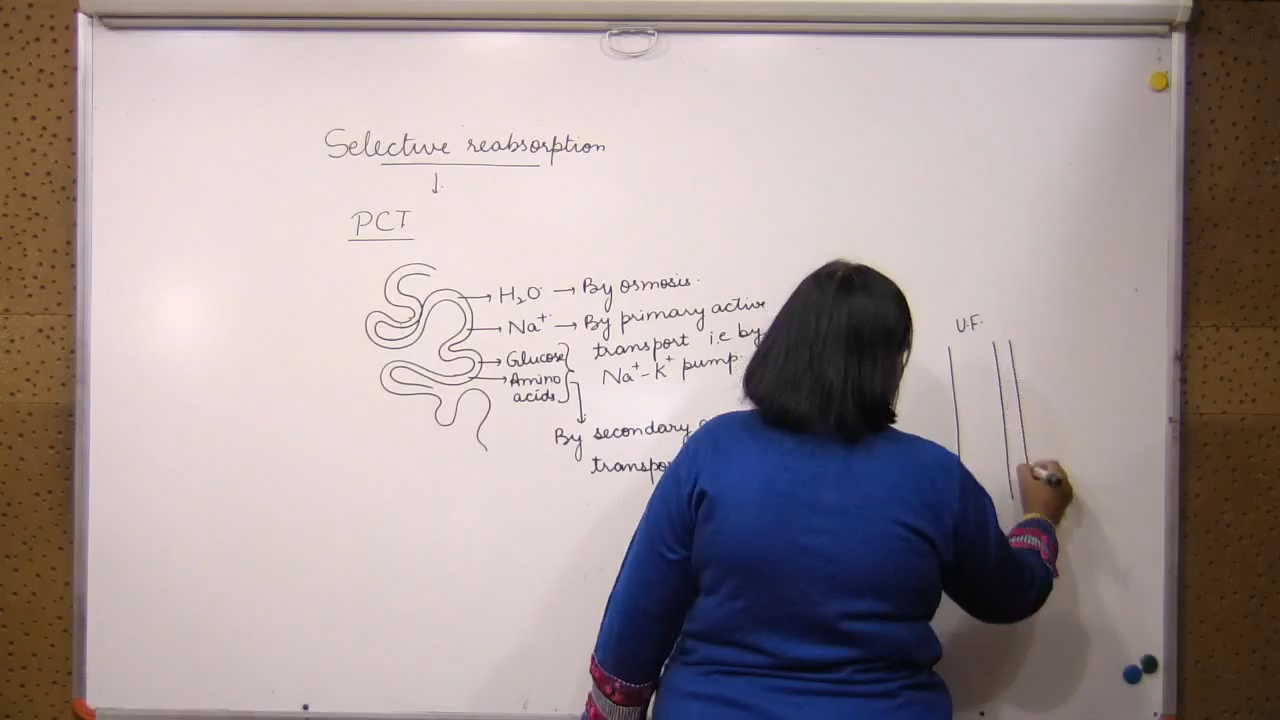 Selective reabsorption
↓
PCT
→ H₂O → By osmosis.
→ Na⁺ → By primary active
transport i.e by
Na⁺-K⁺ pump.
→ Glucose
→ Amino
acids
By secondary
U.F.